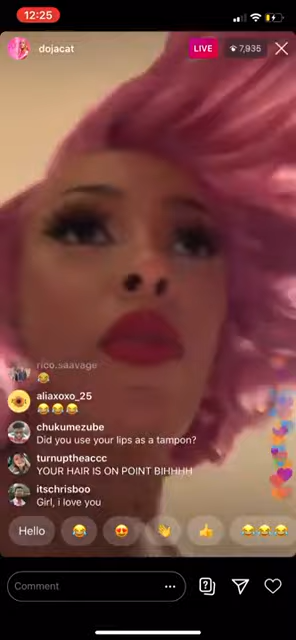 12:25
dojacat
LIVE
7,935
rico.saavage
😂
aliaxoxo_25
😂😂😂
chukumezube
Did you use your lips as a tampon?
turnuptheaccc
YOUR HAIR IS ON POINT BIHHHH
itschrisboo
Girl, i love you
Hello 😂 😍 👏 👍 😂😂😂
Comment